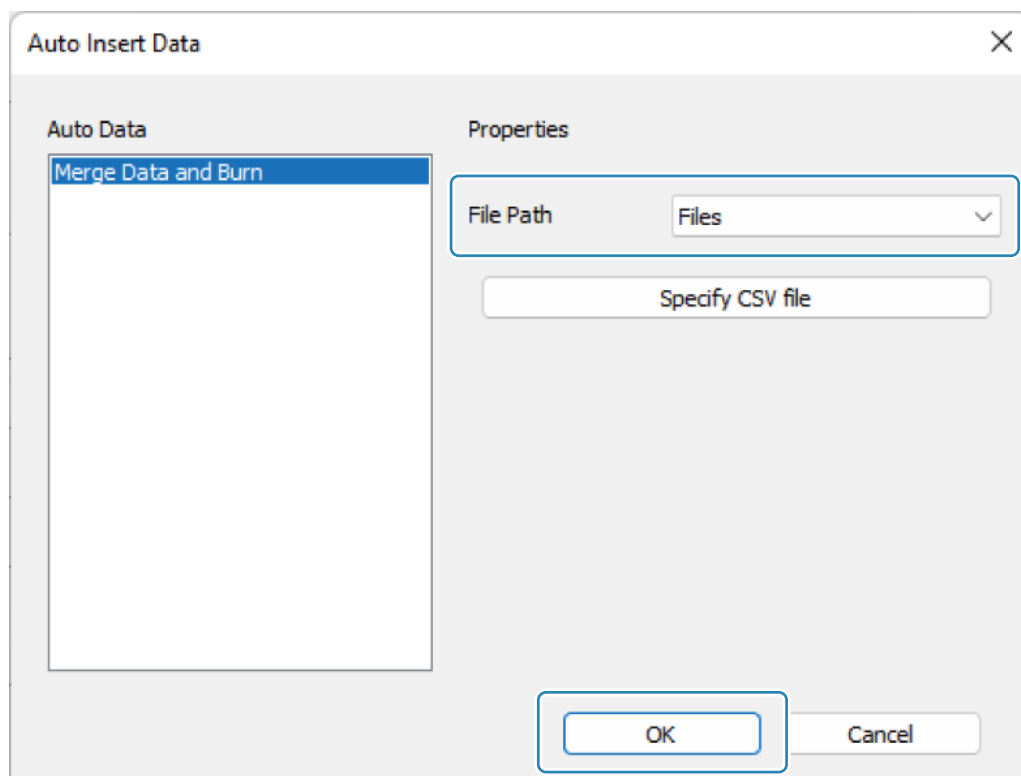 Auto Insert Data
Auto Data
Merge Data and Burn
Properties
File Path
Files
Specify CSV file
OK
Cancel